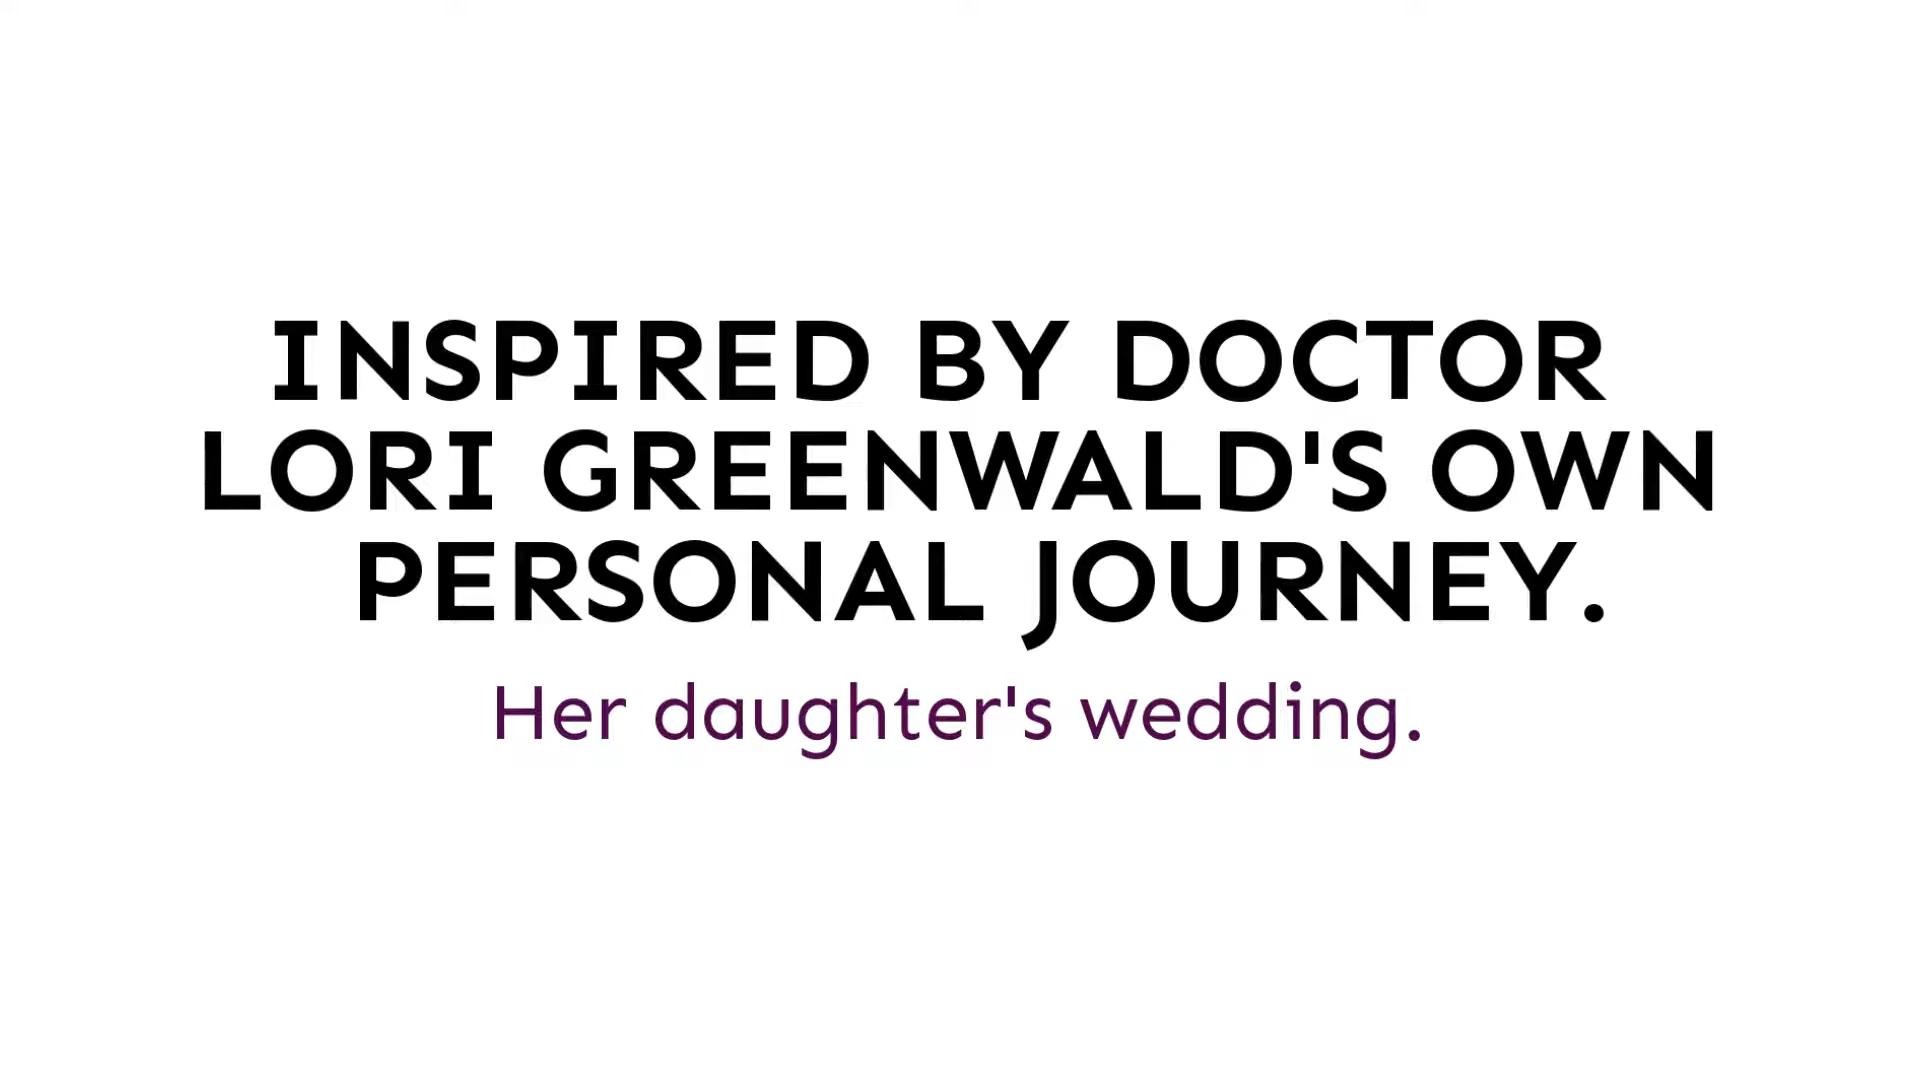 INSPIRED BY DOCTOR
LORI GREENWALD'S OWN
PERSONAL JOURNEY.
Her daughter's wedding.